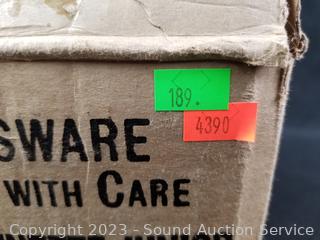 189.
4390
SWARE
WITH CARE
Copyright 2023 - Sound Auction Service